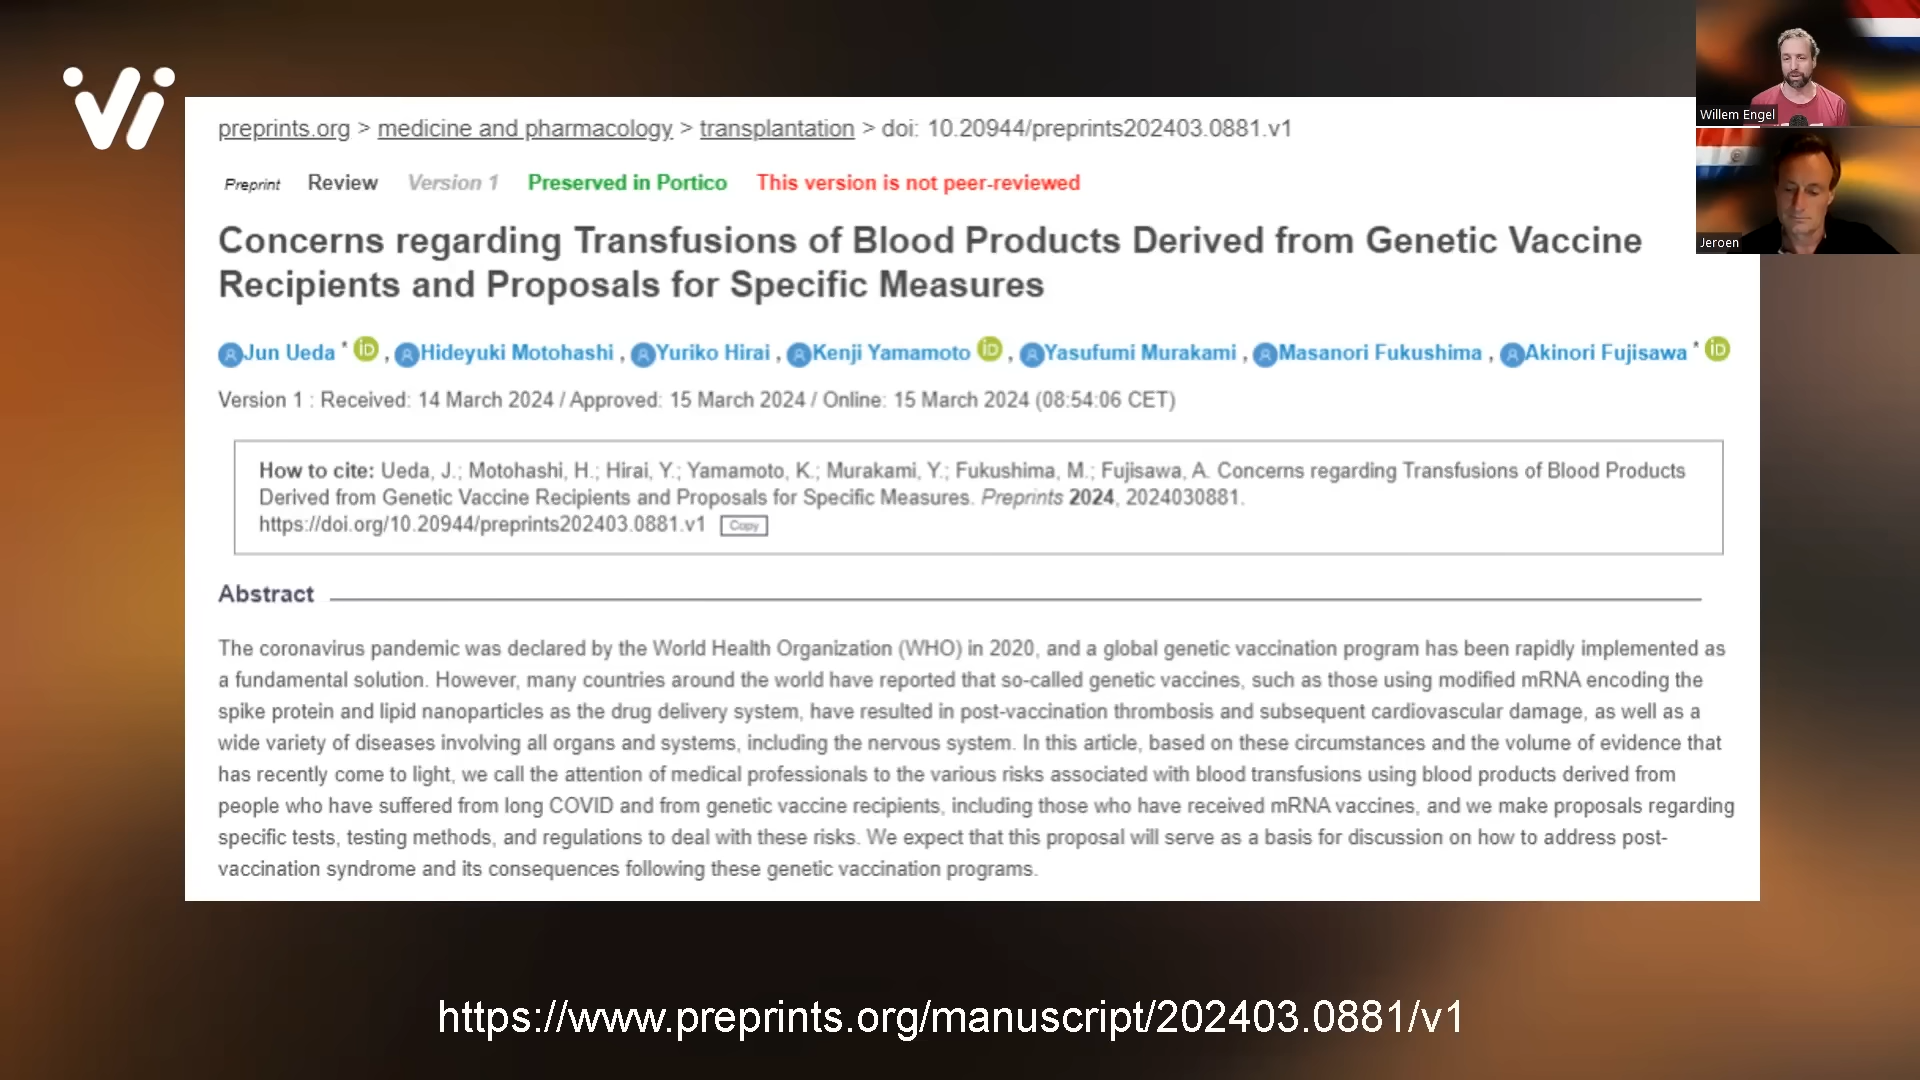 Vi
preprints.org > medicine and pharmacology > transplantation > doi: 10.20944/preprints202403.0881.v1
Willem Engel
Preprint Review Version 1 Preserved in Portico This version is not peer-reviewed
Jeroen
Concerns regarding Transfusions of Blood Products Derived from Genetic Vaccine
Recipients and Proposals for Specific Measures
Jun Ueda * iD , Hideyuki Motohashi , Yuriko Hirai , Kenji Yamamoto iD , Yasufumi Murakami , Masanori Fukushima , Akinori Fujisawa * iD
Version 1 : Received: 14 March 2024 / Approved: 15 March 2024 / Online: 15 March 2024 (08:54:06 CET)
How to cite: Ueda, J.; Motohashi, H.; Hirai, Y.; Yamamoto, K.; Murakami, Y.; Fukushima, M.; Fujisawa, A. Concerns regarding Transfusions of Blood Products
Derived from Genetic Vaccine Recipients and Proposals for Specific Measures. Preprints 2024, 2024030881.
https://doi.org/10.20944/preprints202403.0881.v1 Copy
Abstract
The coronavirus pandemic was declared by the World Health Organization (WHO) in 2020, and a global genetic vaccination program has been rapidly implemented as
a fundamental solution. However, many countries around the world have reported that so-called genetic vaccines, such as those using modified mRNA encoding the
spike protein and lipid nanoparticles as the drug delivery system, have resulted in post-vaccination thrombosis and subsequent cardiovascular damage, as well as a
wide variety of diseases involving all organs and systems, including the nervous system. In this article, based on these circumstances and the volume of evidence that
has recently come to light, we call the attention of medical professionals to the various risks associated with blood transfusions using blood products derived from
people who have suffered from long COVID and from genetic vaccine recipients, including those who have received mRNA vaccines, and we make proposals regarding
specific tests, testing methods, and regulations to deal with these risks. We expect that this proposal will serve as a basis for discussion on how to address post-
vaccination syndrome and its consequences following these genetic vaccination programs.
https://www.preprints.org/manuscript/202403.0881/v1